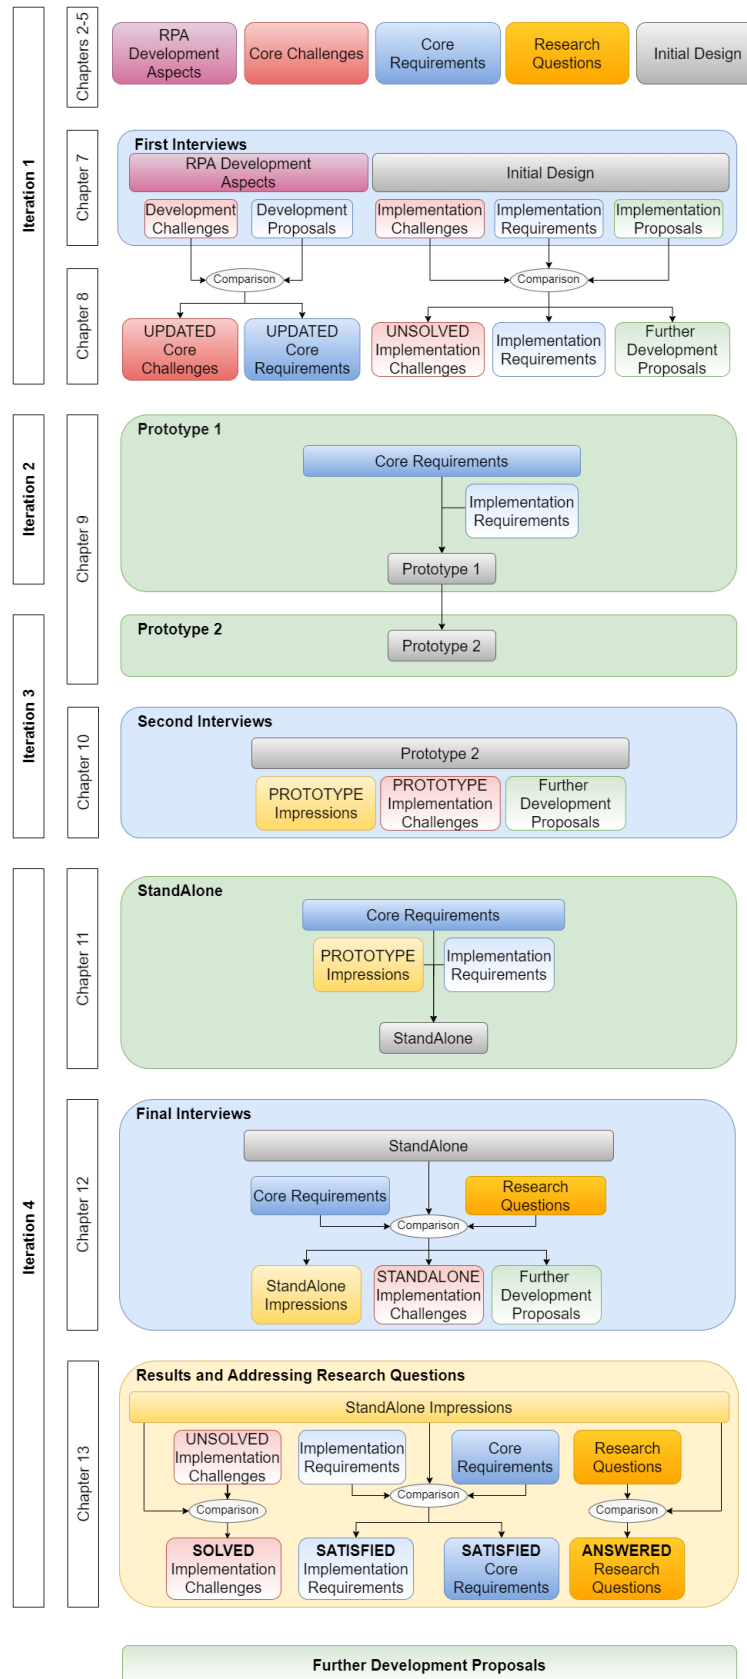 Iteration 1
Chapters 2-5
RPA
Development
Aspects
Core Challenges
Core
Requirements
Research
Questions
Initial Design
Chapter 7
First Interviews
RPA Development
Aspects
Initial Design
Development
Challenges
Development
Proposals
Implementation
Challenges
Implementation
Requirements
Implementation
Proposals
Chapter 8
Comparison
Comparison
UPDATED
Core
Challenges
UPDATED
Core
Requirements
UNSOLVED
Implementation
Challenges
Implementation
Requirements
Further
Development
Proposals
Iteration 2
Chapter 9
Prototype 1
Core Requirements
Implementation
Requirements
Prototype 1
Iteration 3
Prototype 2
Prototype 2
Chapter 10
Second Interviews
Prototype 2
PROTOTYPE
Impressions
PROTOTYPE
Implementation
Challenges
Further
Development
Proposals
Iteration 4
Chapter 11
StandAlone
Core Requirements
PROTOTYPE
Impressions
Implementation
Requirements
StandAlone
Chapter 12
Final Interviews
StandAlone
Core Requirements
Research
Questions
Comparison
StandAlone
Impressions
STANDALONE
Implementation
Challenges
Further
Development
Proposals
Chapter 13
Results and Addressing Research Questions
StandAlone Impressions
UNSOLVED
Implementation
Challenges
Implementation
Requirements
Core
Requirements
Research
Questions
Comparison
Comparison
Comparison
SOLVED
Implementation
Challenges
SATISFIED
Implementation
Requirements
SATISFIED
Core
Requirements
ANSWERED
Research
Questions
Further Development Proposals